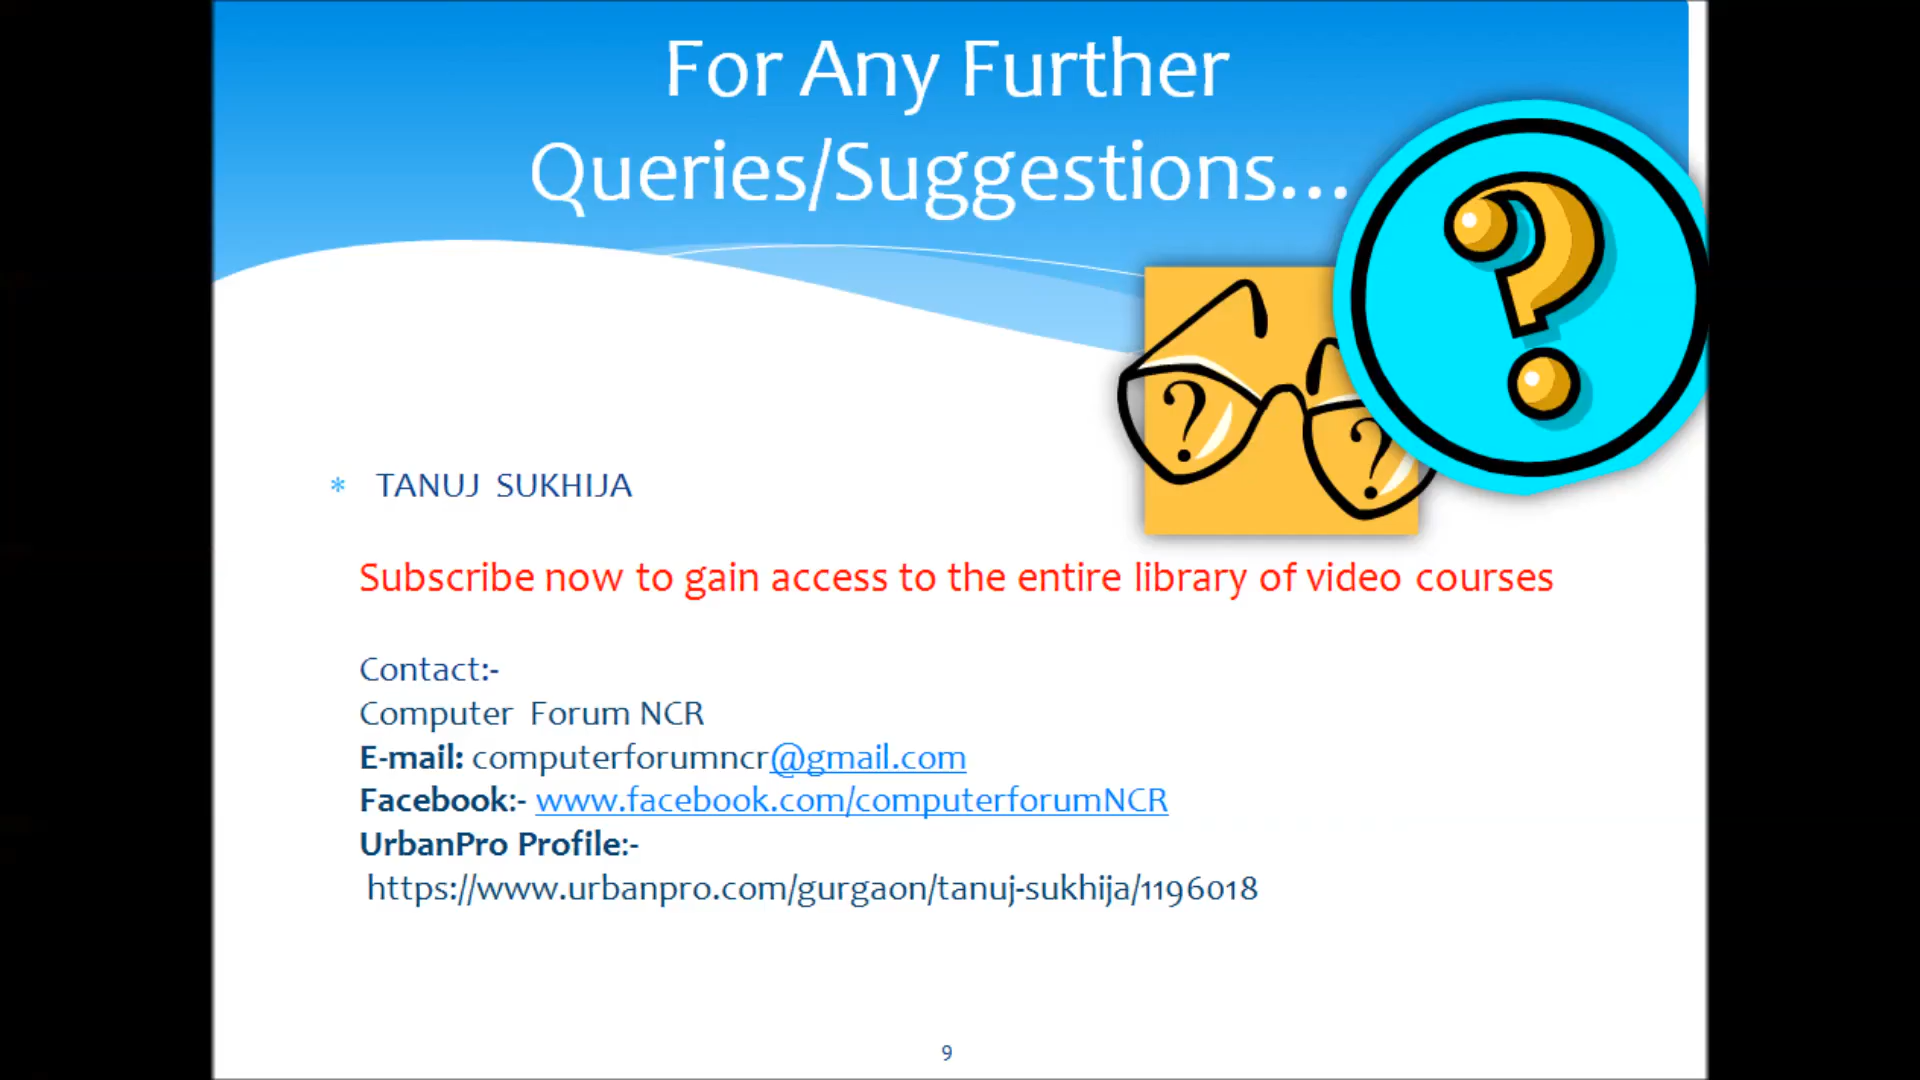 For Any Further
Queries/Suggestions...
?
? ?
* TANUJ SUKHIJA
Subscribe now to gain access to the entire library of video courses
Contact:-
Computer Forum NCR
E-mail: computerforumncr@gmail.com
Facebook:- www.facebook.com/computerforumNCR
UrbanPro Profile:-
https://www.urbanpro.com/gurgaon/tanuj-sukhija/1196018
9